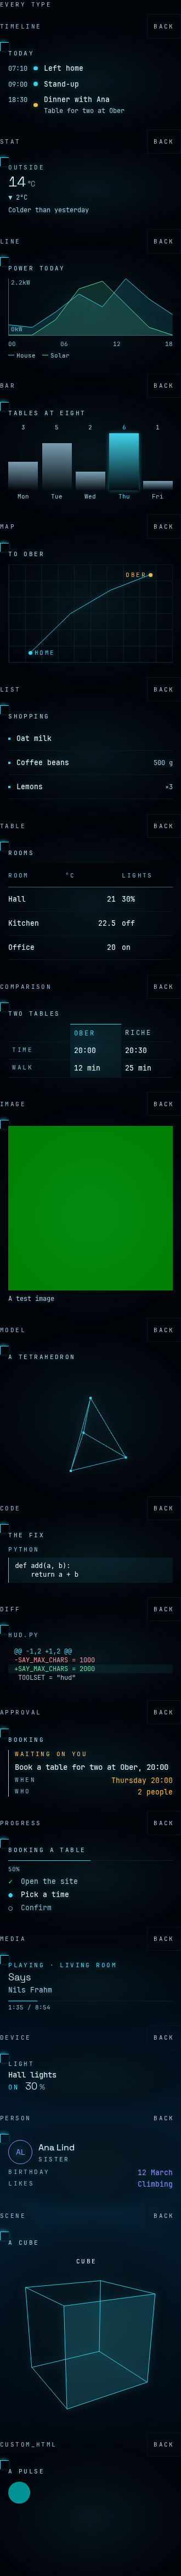 EVERY TYPE
TIMELINE BACK
TODAY
07:10 Left home
09:00 Stand-up
18:30 Dinner with Ana
Table for two at Ober
STAT BACK
OUTSIDE
14 °C
▼ 2°C
Colder than yesterday
LINE BACK
POWER TODAY
2.2kW
0kW
00 06 12 18
House Solar
BAR BACK
TABLES AT EIGHT
3 5 2 6 1
Mon Tue Wed Thu Fri
MAP BACK
TO OBER
OBER
HOME
LIST BACK
SHOPPING
Oat milk
Coffee beans 500 g
Lemons ×3
TABLE BACK
ROOMS
ROOM °C LIGHTS
Hall 21 30%
Kitchen 22.5 off
Office 20 on
COMPARISON BACK
TWO TABLES
OBER RICHE
TIME 20:00 20:30
WALK 12 min 25 min
IMAGE BACK
A test image
MODEL BACK
A TETRAHEDRON
CODE BACK
THE FIX
PYTHON
def add(a, b):
return a + b
DIFF BACK
HUD.PY
@@ -1,2 +1,2 @@
-SAY_MAX_CHARS = 1000
+SAY_MAX_CHARS = 2000
TOOLSET = "hud"
APPROVAL BACK
BOOKING
WAITING ON YOU
Book a table for two at Ober, 20:00
WHEN Thursday 20:00
WHO 2 people
PROGRESS BACK
BOOKING A TABLE
50%
✓ Open the site
● Pick a time
○ Confirm
MEDIA BACK
PLAYING · LIVING ROOM
Says
Nils Frahm
1:35 / 8:54
DEVICE BACK
LIGHT
Hall lights
ON 30 %
PERSON BACK
AL
Ana Lind
SISTER
BIRTHDAY 12 March
LIKES Climbing
SCENE BACK
A CUBE
CUBE
CUSTOM_HTML BACK
A PULSE